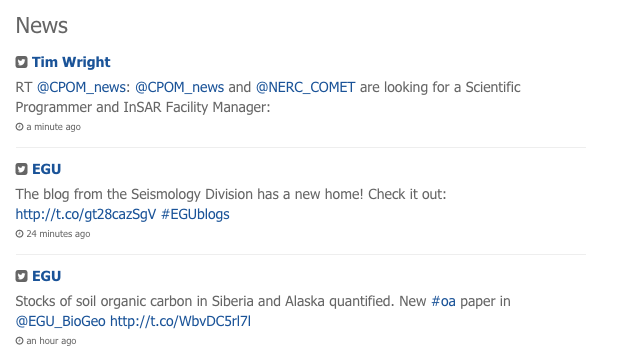 News
Tim Wright
RT @CPOM_news: @CPOM_news and @NERC_COMET are looking for a Scientific
Programmer and InSAR Facility Manager:
a minute ago
EGU
The blog from the Seismology Division has a new home! Check it out:
http://t.co/gt28cazSgV #EGUblogs
24 minutes ago
EGU
Stocks of soil organic carbon in Siberia and Alaska quantified. New #oa paper in
@EGU_BioGeo http://t.co/WbvDC5rl7l
an hour ago